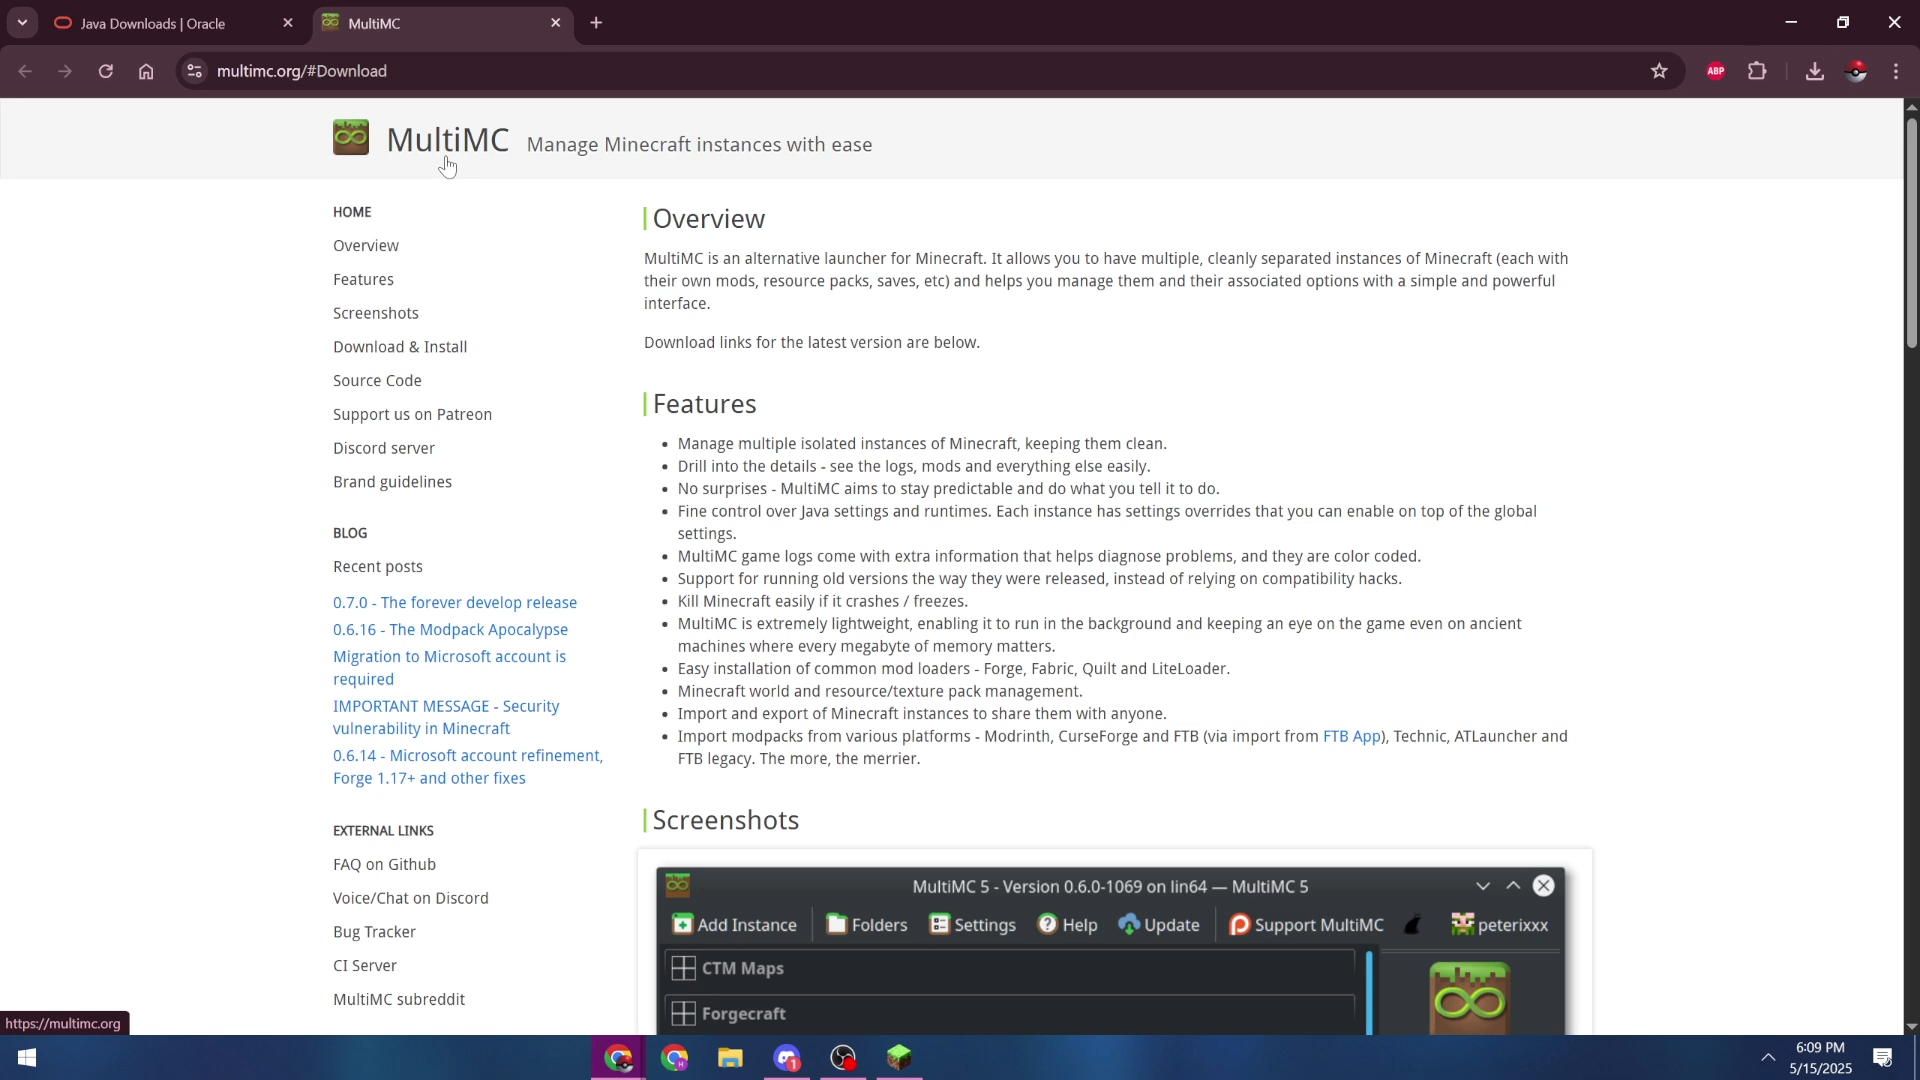 Java Downloads | Oracle
MultiMC
multimc.org/#Download
ABP
MultiMC Manage Minecraft instances with ease
HOME
Overview
Features
Screenshots
Download & Install
Source Code
Support us on Patreon
Discord server
Brand guidelines
BLOG
Recent posts
0.7.0 - The forever develop release
0.6.16 - The Modpack Apocalypse
Migration to Microsoft account is
required
IMPORTANT MESSAGE - Security
vulnerability in Minecraft
0.6.14 - Microsoft account refinement,
Forge 1.17+ and other fixes
EXTERNAL LINKS
FAQ on Github
Voice/Chat on Discord
Bug Tracker
CI Server
MultiMC subreddit
Overview
MultiMC is an alternative launcher for Minecraft. It allows you to have multiple, cleanly separated instances of Minecraft (each with
their own mods, resource packs, saves, etc) and helps you manage them and their associated options with a simple and powerful
interface.
Download links for the latest version are below.
Features
Manage multiple isolated instances of Minecraft, keeping them clean.
Drill into the details - see the logs, mods and everything else easily.
No surprises - MultiMC aims to stay predictable and do what you tell it to do.
Fine control over Java settings and runtimes. Each instance has settings overrides that you can enable on top of the global
settings.
MultiMC game logs come with extra information that helps diagnose problems, and they are color coded.
Support for running old versions the way they were released, instead of relying on compatibility hacks.
Kill Minecraft easily if it crashes / freezes.
MultiMC is extremely lightweight, enabling it to run in the background and keeping an eye on the game even on ancient
machines where every megabyte of memory matters.
Easy installation of common mod loaders - Forge, Fabric, Quilt and LiteLoader.
Minecraft world and resource/texture pack management.
Import and export of Minecraft instances to share them with anyone.
Import modpacks from various platforms - Modrinth, CurseForge and FTB (via import from FTB App), Technic, ATLauncher and
FTB legacy. The more, the merrier.
Screenshots
MultiMC 5 - Version 0.6.0-1069 on lin64 — MultiMC 5
Add Instance Folders Settings Help Update Support MultiMC peterixxx
CTM Maps
Forgecraft
https://multimc.org
1
6:09 PM
5/15/2025